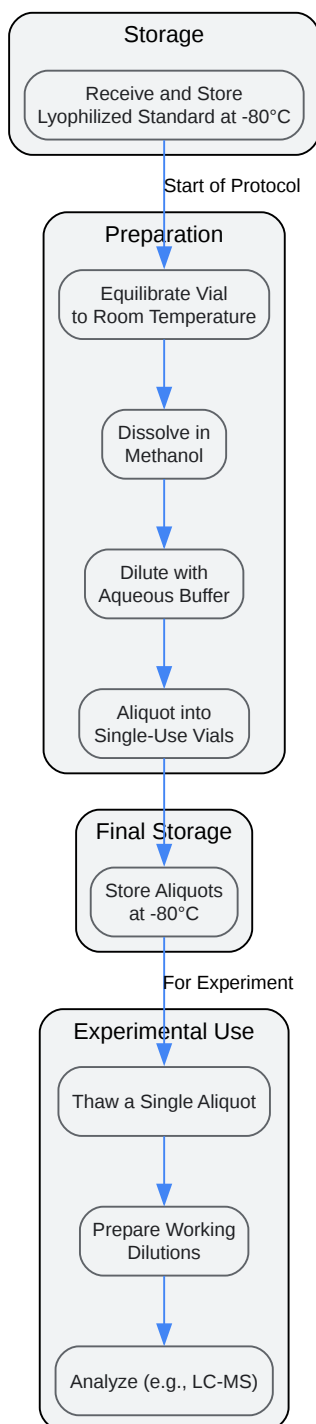 Storage
Receive and Store
Lyophilized Standard at -80°C
Start of Protocol
Preparation
Equilibrate Vial
to Room Temperature
Dissolve in
Methanol
Dilute with
Aqueous Buffer
Aliquot into
Single-Use Vials
Final Storage
Store Aliquots
at -80°C
For Experiment
Experimental Use
Thaw a Single Aliquot
Prepare Working
Dilutions
Analyze (e.g., LC-MS)